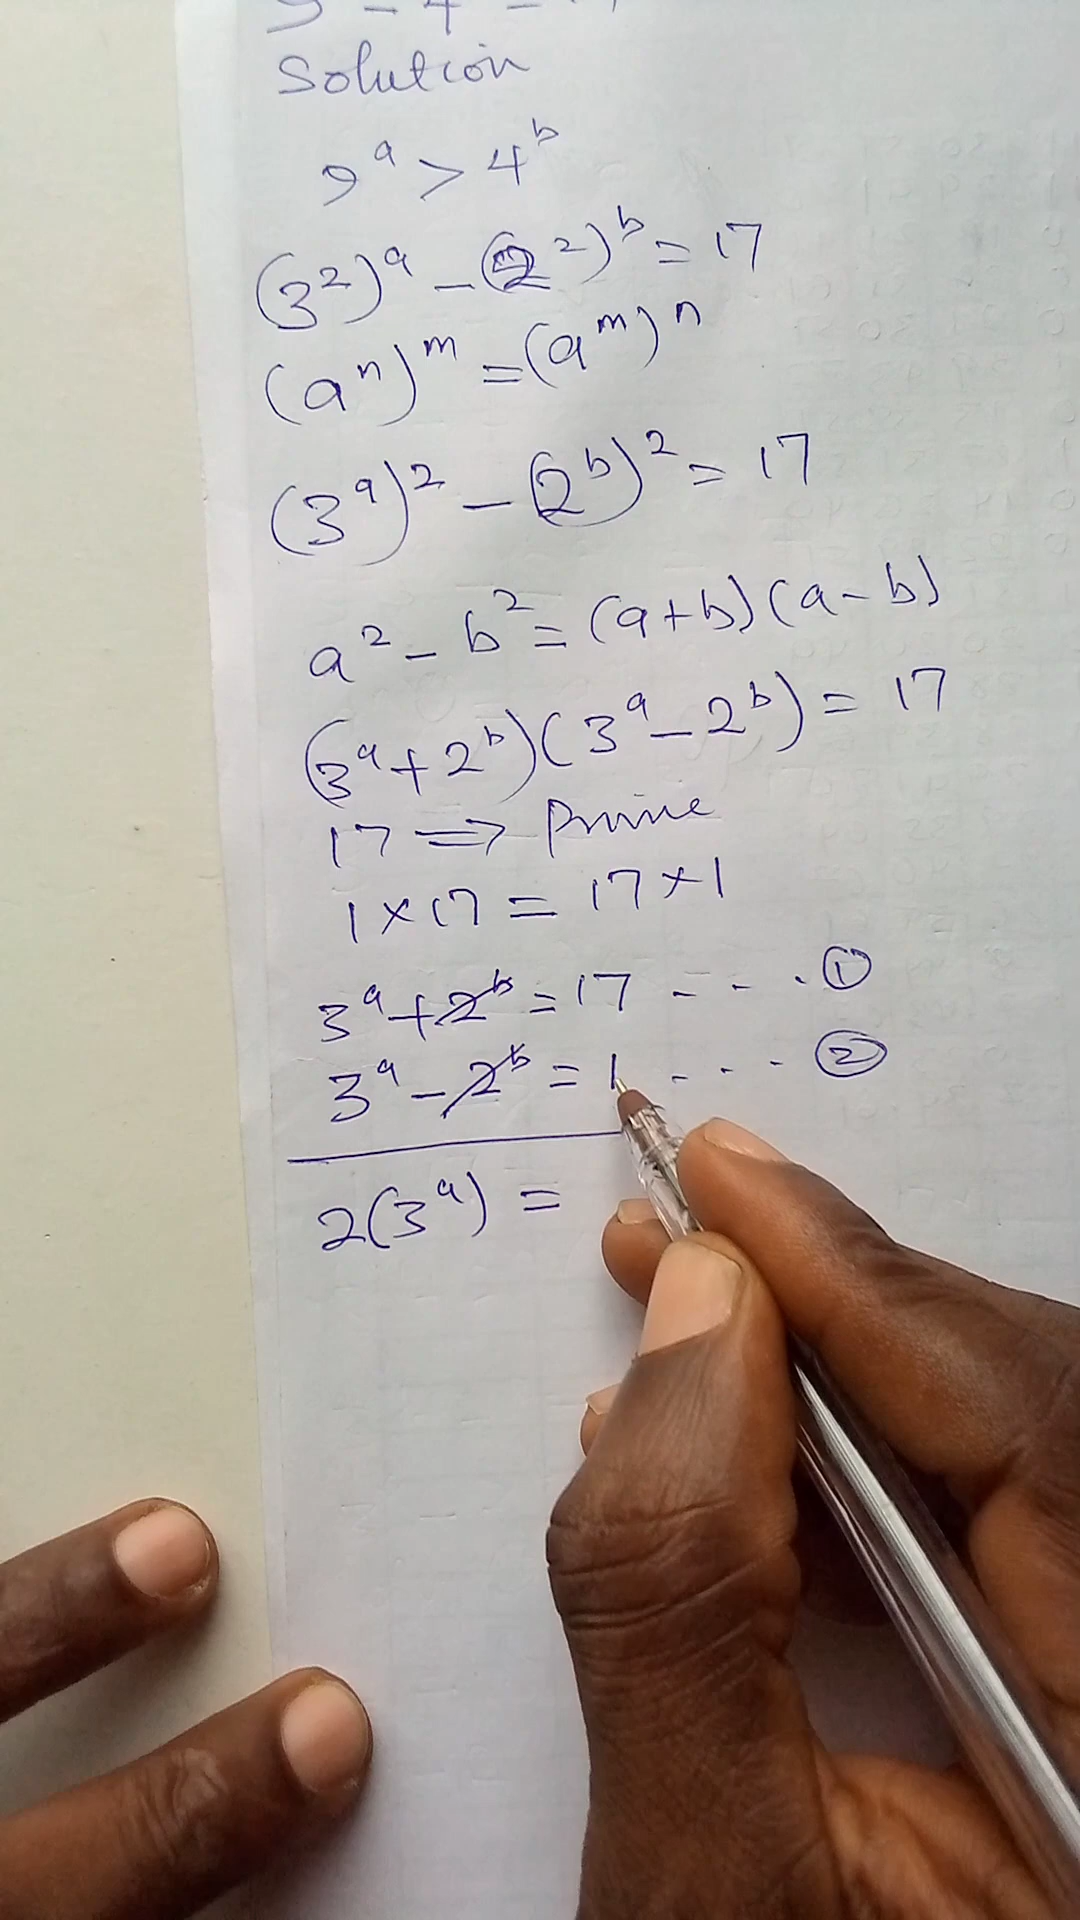 Solution
9^a > 4^b
(3^2)^a - (2^2)^b = 17
(a^n)^m = (a^m)^n
(3^a)^2 - (2^b)^2 = 17
a^2 - b^2 = (a+b)(a-b)
(3^a+2^b)(3^a-2^b) = 17
17 ⇒ Prime
1 × 17 = 17 × 1
3^a + 2^b = 17 - - - ①
3^a - 2^b = 1 - - - ②
2(3^a) =